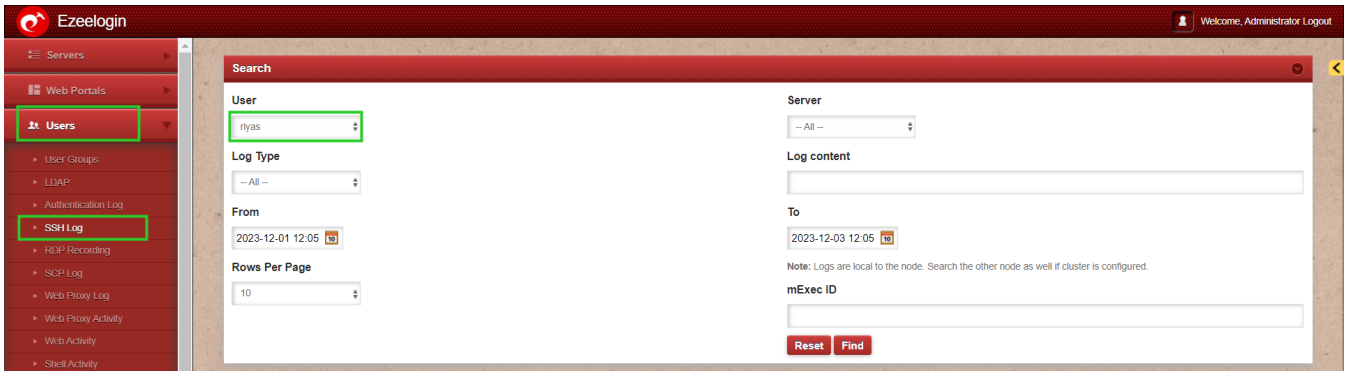 Ezeelogin
Welcome, Administrator Logout
Servers
Web Portals
Users
User Groups
LDAP
Authentication Log
SSH Log
RDP Recording
SCP Log
Web Proxy Log
Web Proxy Activity
Web Activity
Shell Activity
Search
User
riyas
Server
-- All --
Log Type
-- All --
Log content
From
2023-12-01 12:05
To
2023-12-03 12:05
Rows Per Page
10
Note: Logs are local to the node. Search the other node as well if cluster is configured.
mExec ID
Reset Find